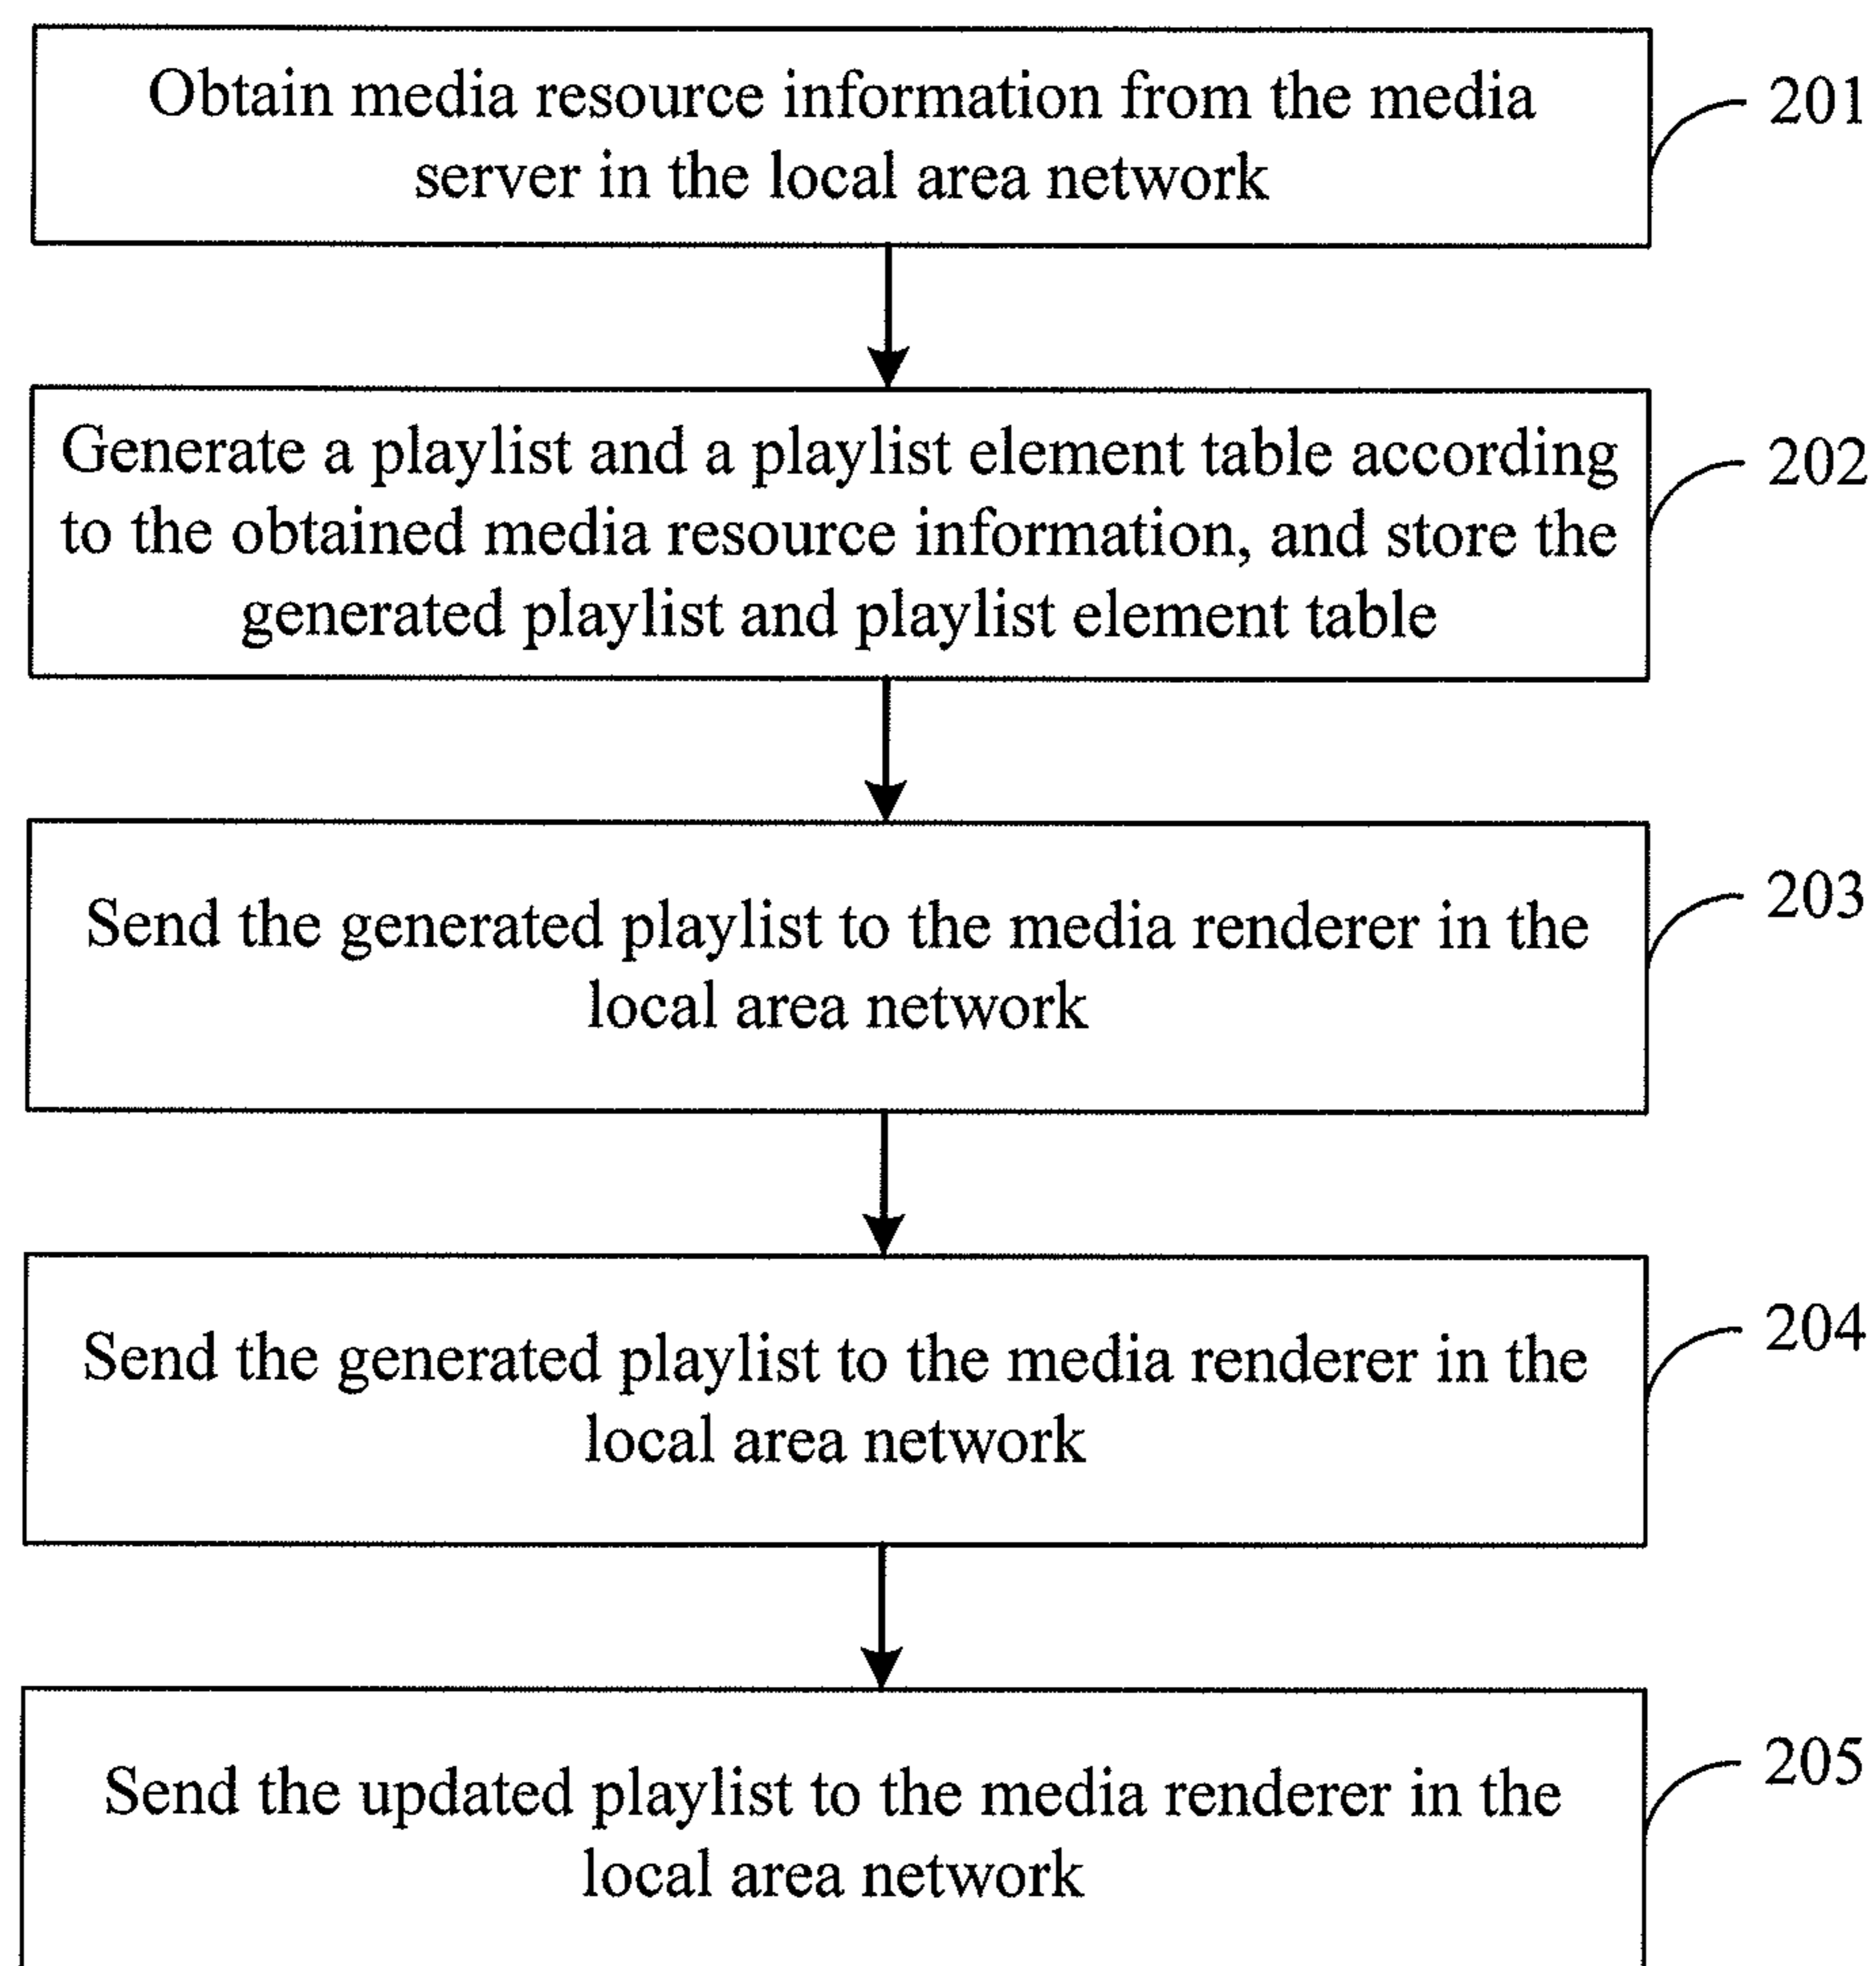 Obtain media resource information from the media
server in the local area network
201
Generate a playlist and a playlist element table according
to the obtained media resource information, and store the
generated playlist and playlist element table
202
Send the generated playlist to the media renderer in the
local area network
203
Send the generated playlist to the media renderer in the
local area network
204
Send the updated playlist to the media renderer in the
local area network
205